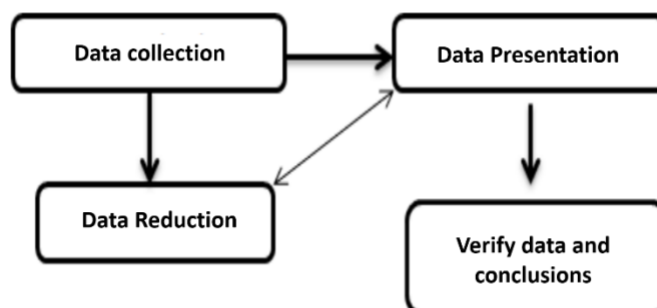 Data collection
Data Presentation
Data Reduction
Verify data and
conclusions